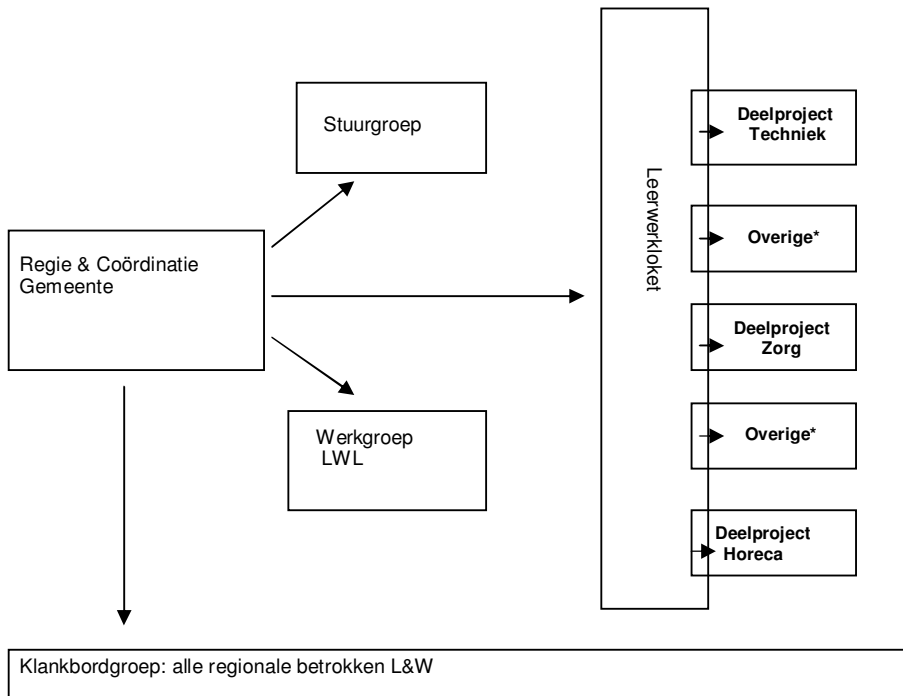 Stuurgroep
Regie & Coördinatie
Gemeente
Werkgroep
LWL
Leerwerkloket
Deelproject
Techniek
Overige*
Deelproject
Zorg
Overige*
Deelproject
Horeca
Klankbordgroep: alle regionale betrokken L&W